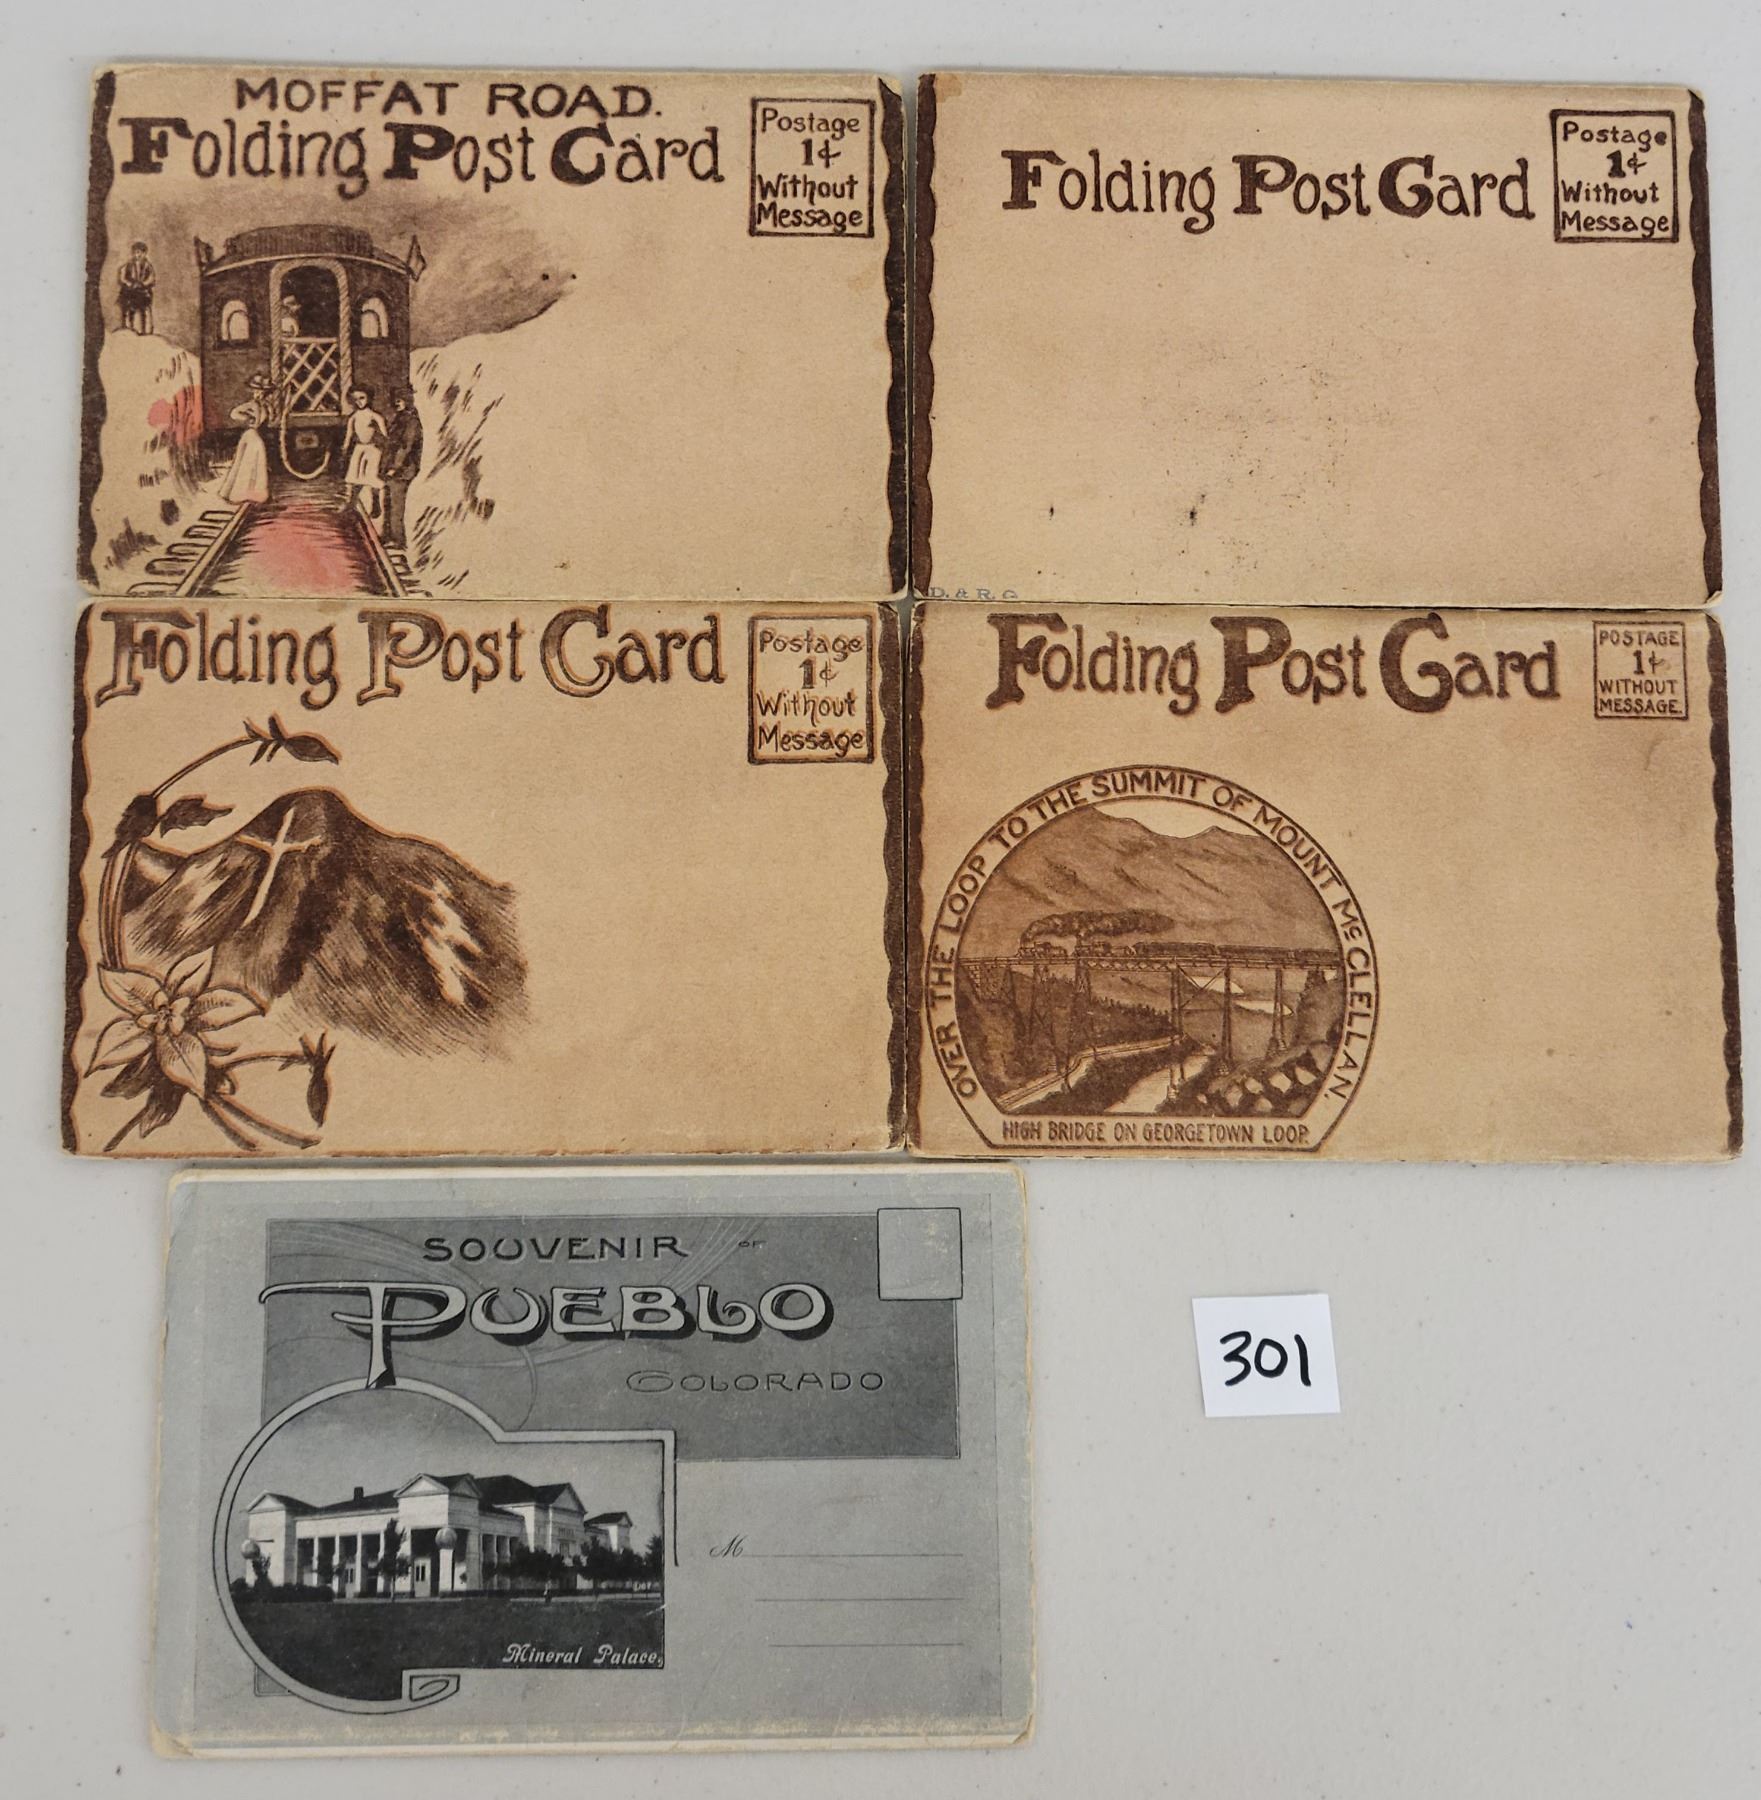 MOFFAT ROAD.
Folding Post Card
Postage
1¢
Without
Message
Folding Post Card
Postage
1¢
Without
Message
D. & R. G
Folding Post Card
Postage
1¢
Without
Message
Folding Post Card
POSTAGE
1¢
WITHOUT
MESSAGE.
OVER THE LOOP TO THE SUMMIT OF MOUNT McCLELLAN.
HIGH BRIDGE ON GEORGETOWN LOOP.
SOUVENIR OF
PUEBLO
COLORADO
M
Mineral Palace.
301